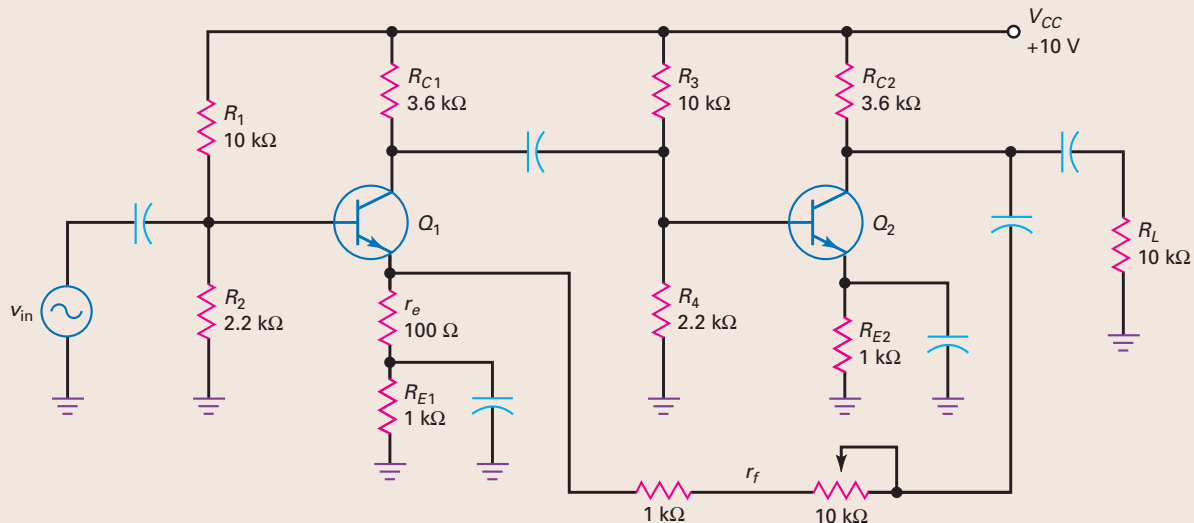 V_CC
+10 V
R_C1
3.6 kΩ
R_3
10 kΩ
R_C2
3.6 kΩ
R_1
10 kΩ
Q_1
Q_2
R_L
10 kΩ
v_in
R_2
2.2 kΩ
r_e
100 Ω
R_4
2.2 kΩ
R_E2
1 kΩ
R_E1
1 kΩ
r_f
1 kΩ
10 kΩ